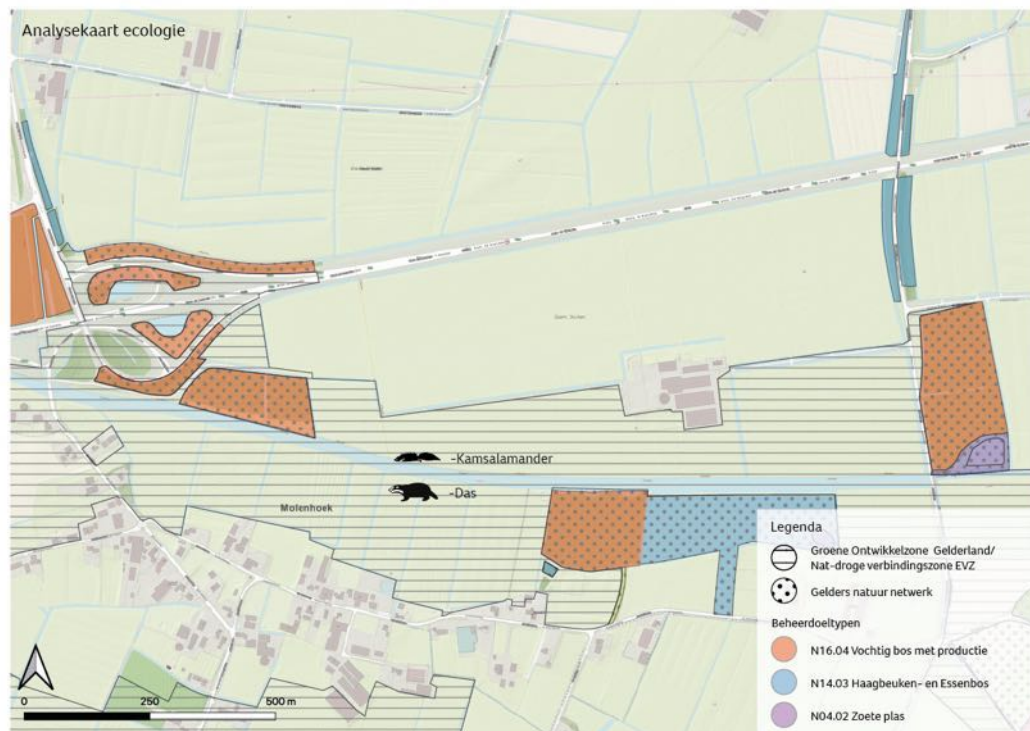 Analysekaart ecologie
-Kamsalamander
-Das
Molenhoek
Legenda
Groene Ontwikkelzone Gelderland/
Nat-droge verbindingszone EVZ
Gelders natuur netwerk
Beheerdoeltypen
N16.04 Vochtig bos met productie
N14.03 Haagbeuken- en Essenbos
N04.02 Zoete plas
0 250 500 m